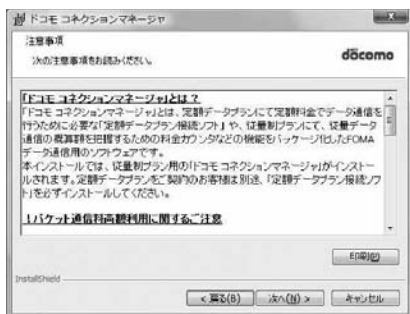 ドコモ コネクションマネージャ
注意事項
次の注意事項をお読みください。
döcomo
「ドコモ コネクションマネージャ」とは?
「ドコモ コネクションマネージャ」とは、定額データプランにて定額料金でデータ通信を
行うために必要な「定額データプラン接続ソフト」や、従量制プランにて、従量データ
通信の概算額を把握するための料金カウンタなどの機能をパッケージ化したFOMA
データ通信用のソフトウェアです。
本インストールでは、従量制プラン用の「ドコモ コネクションマネージャ」がインストー
ルされます。定額データプランをご契約のお客様は別途、「定額データプラン接続ソフ
ト」を必ずインストールしてください。
!パケット通信料高額利用に関するご注意
印刷(P)
InstallShield
< 戻る(B)
次へ(N) >
キャンセル